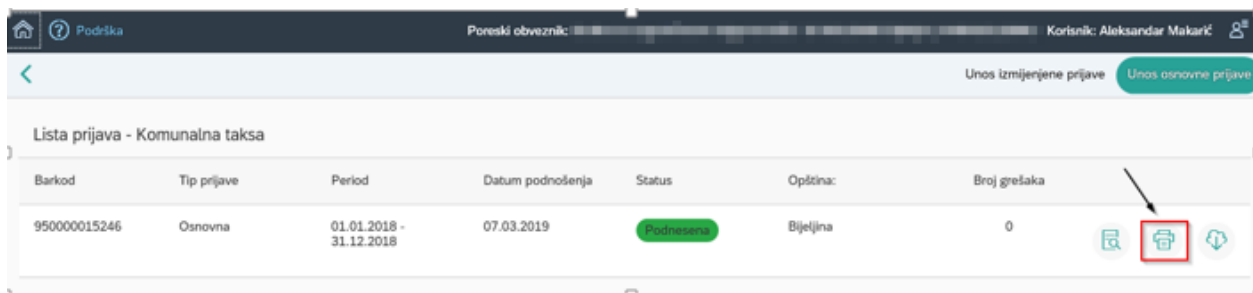 Podrška
Poreski obveznik:
Korisnik: Aleksandar Makarić
Unos izmijenjene prijave
Unos osnovne prijave
Lista prijava - Komunalna taksa
Barkod Tip prijave Period Datum podnošenja Status Opština: Broj grešaka
950000015246 Osnovna 01.01.2018 - 07.03.2019 Podnesena Bijeljina 0
31.12.2018